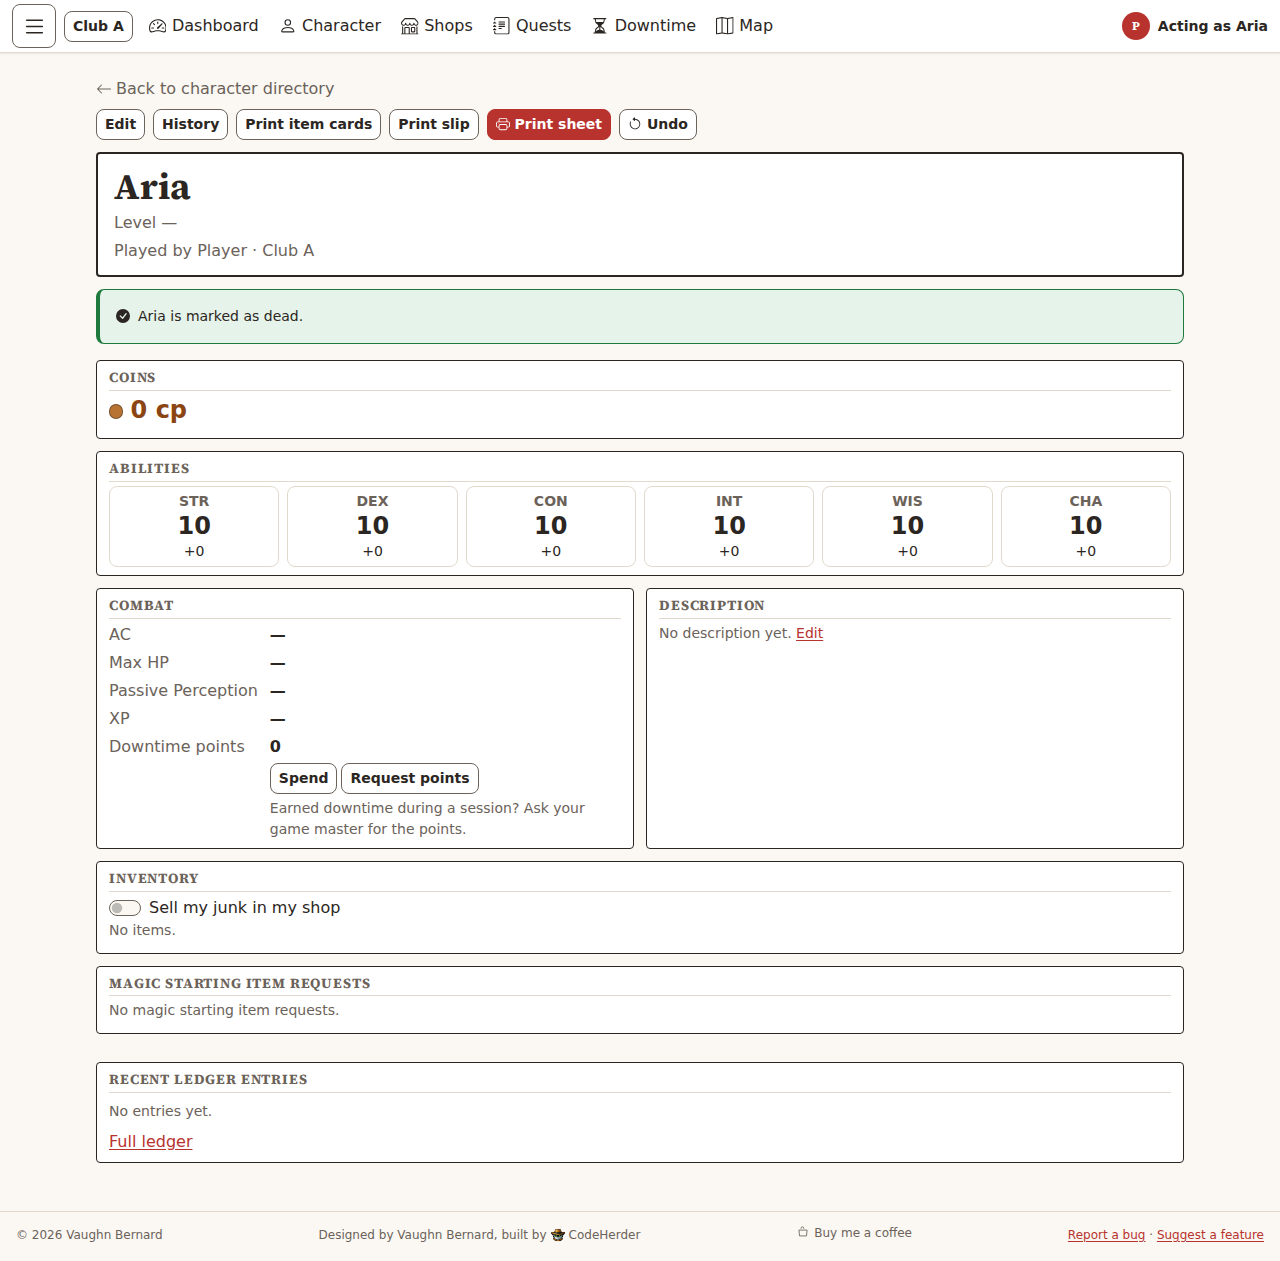 Club A Dashboard Character Shops Quests Downtime Map P Acting as Aria
← Back to character directory
Edit History Print item cards Print slip Print sheet Undo
Aria
Level —
Played by Player · Club A
Aria is marked as dead.
COINS
0 cp
ABILITIES
STR DEX CON INT WIS CHA
10 10 10 10 10 10
+0 +0 +0 +0 +0 +0
COMBAT
AC —
Max HP —
Passive Perception —
XP —
Downtime points 0
Spend Request points
Earned downtime during a session? Ask your
game master for the points.
DESCRIPTION
No description yet. Edit
INVENTORY
Sell my junk in my shop
No items.
MAGIC STARTING ITEM REQUESTS
No magic starting item requests.
RECENT LEDGER ENTRIES
No entries yet.
Full ledger
© 2026 Vaughn Bernard Designed by Vaughn Bernard, built by CodeHerder Buy me a coffee Report a bug · Suggest a feature